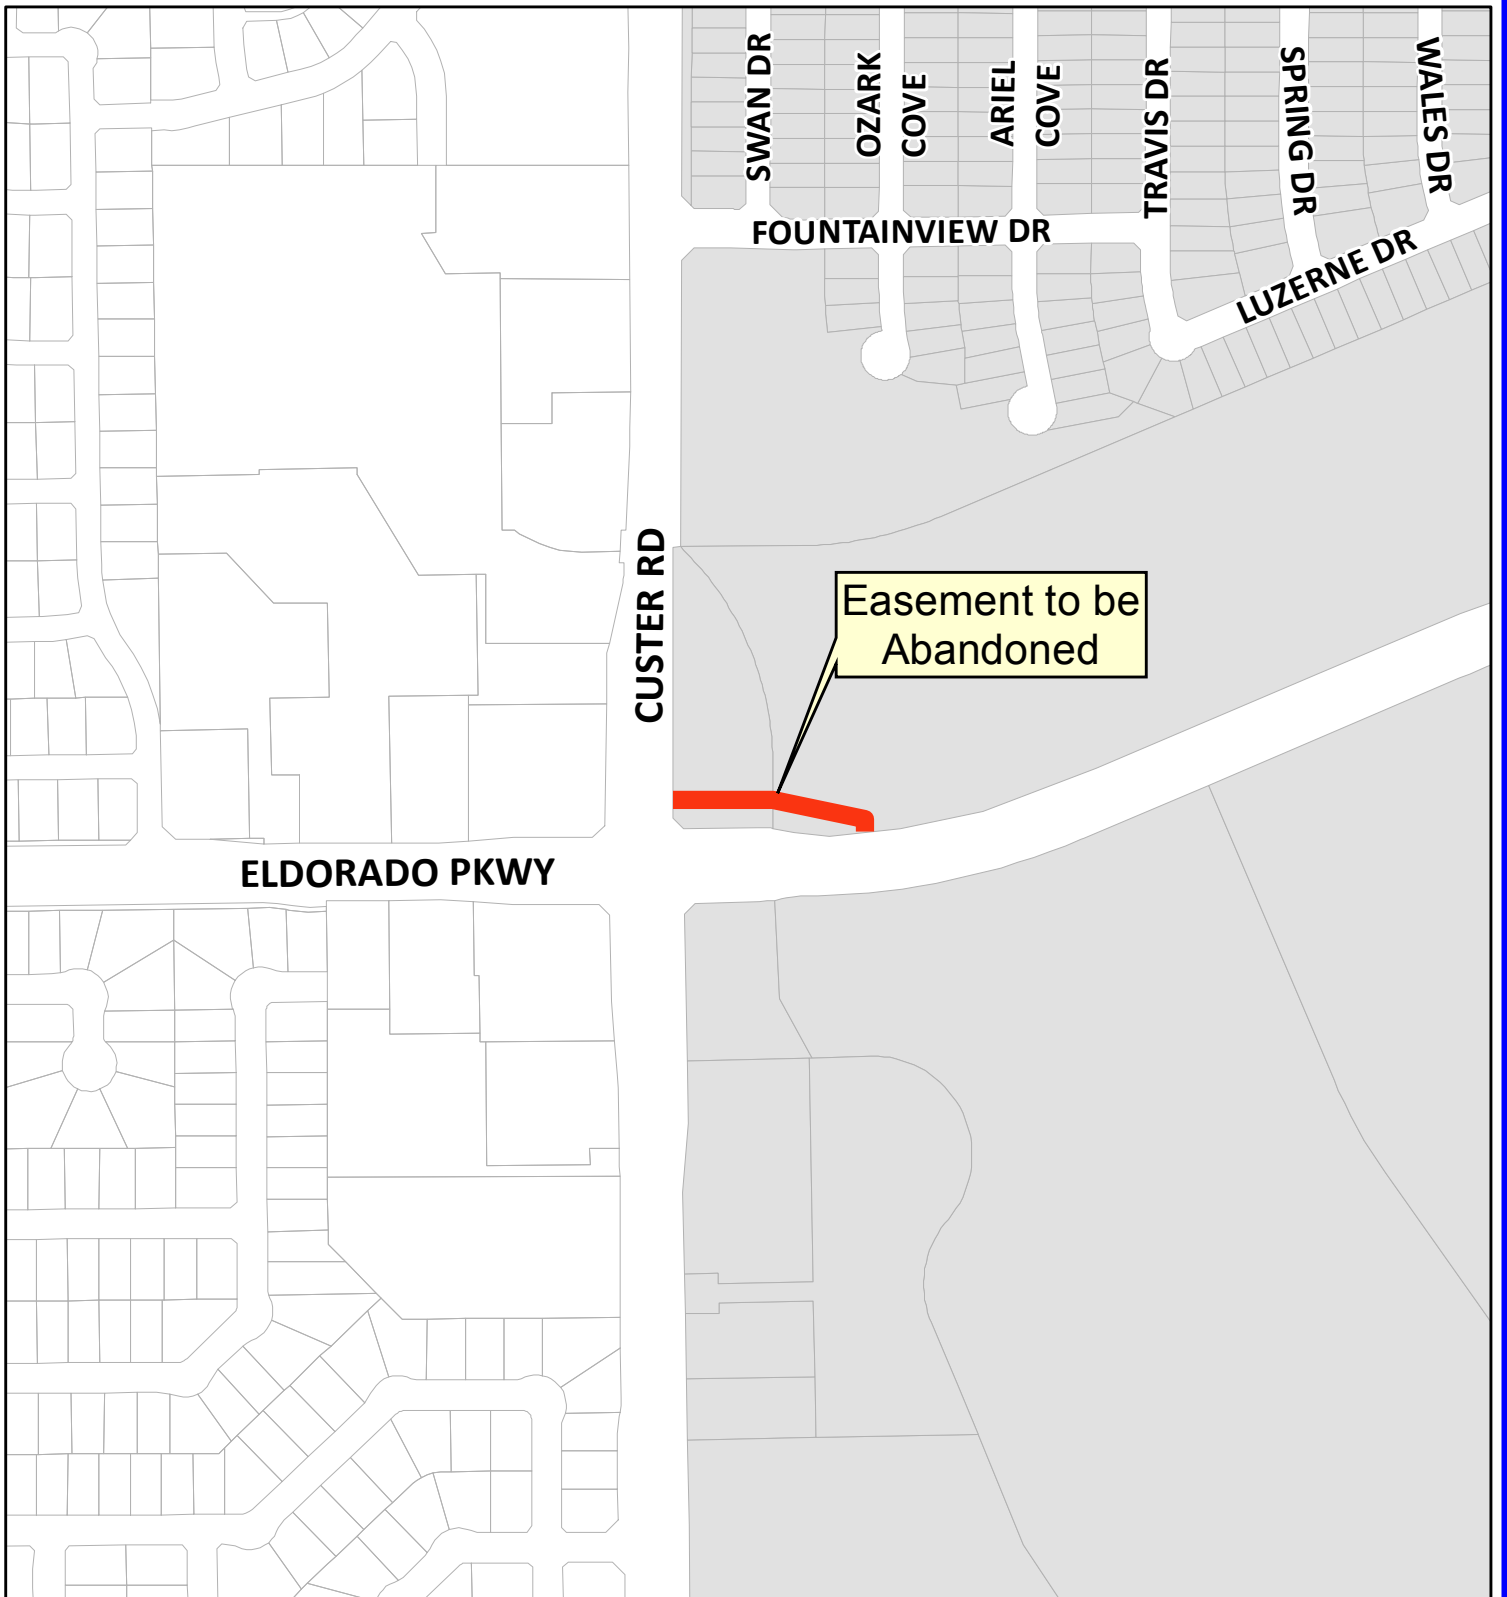 SWAN DR
OZARK
COVE
ARIEL
COVE
TRAVIS DR
SPRING DR
WALES DR
FOUNTAINVIEW DR
LUZERNE DR
CUSTER RD
Easement to be
Abandoned
ELDORADO PKWY